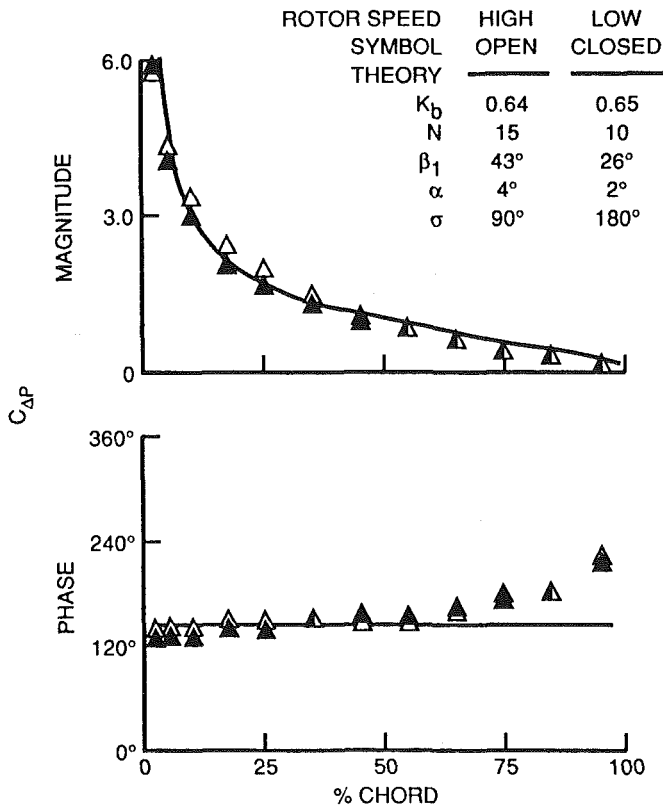 ROTOR SPEED HIGH LOW
SYMBOL OPEN CLOSED
THEORY
K_b 0.64 0.65
N 15 10
β₁ 43° 26°
α 4° 2°
σ 90° 180°
6.0
3.0
0
MAGNITUDE
C_ΔP
360°
240°
120°
0°
PHASE
0 25 50 75 100
% CHORD